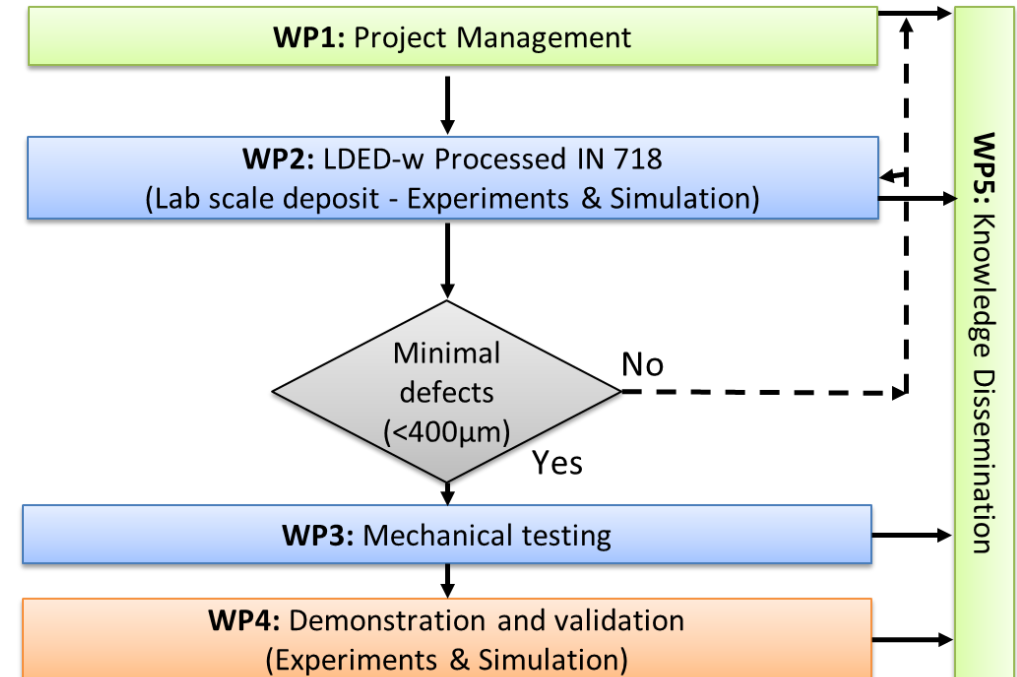 WP1: Project Management
WP2: LDED-w Processed IN 718
(Lab scale deposit - Experiments & Simulation)
Minimal
defects
(<400µm)
No
Yes
WP3: Mechanical testing
WP4: Demonstration and validation
(Experiments & Simulation)
WP5: Knowledge Dissemination